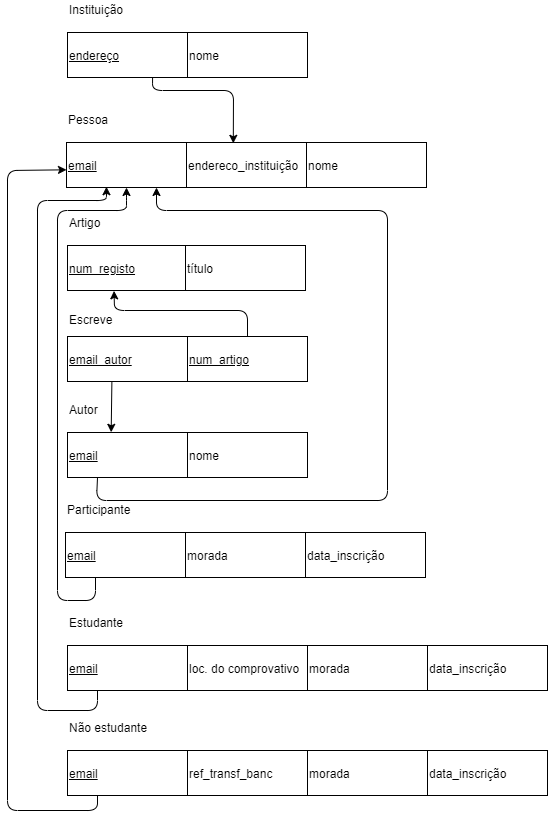 Instituição
endereço nome
Pessoa
email endereco_instituição nome
Artigo
num_registo título
Escreve
email_autor num_artigo
Autor
email nome
Participante
email morada data_inscrição
Estudante
email loc. do comprovativo morada data_inscrição
Não estudante
email ref_transf_banc morada data_inscrição